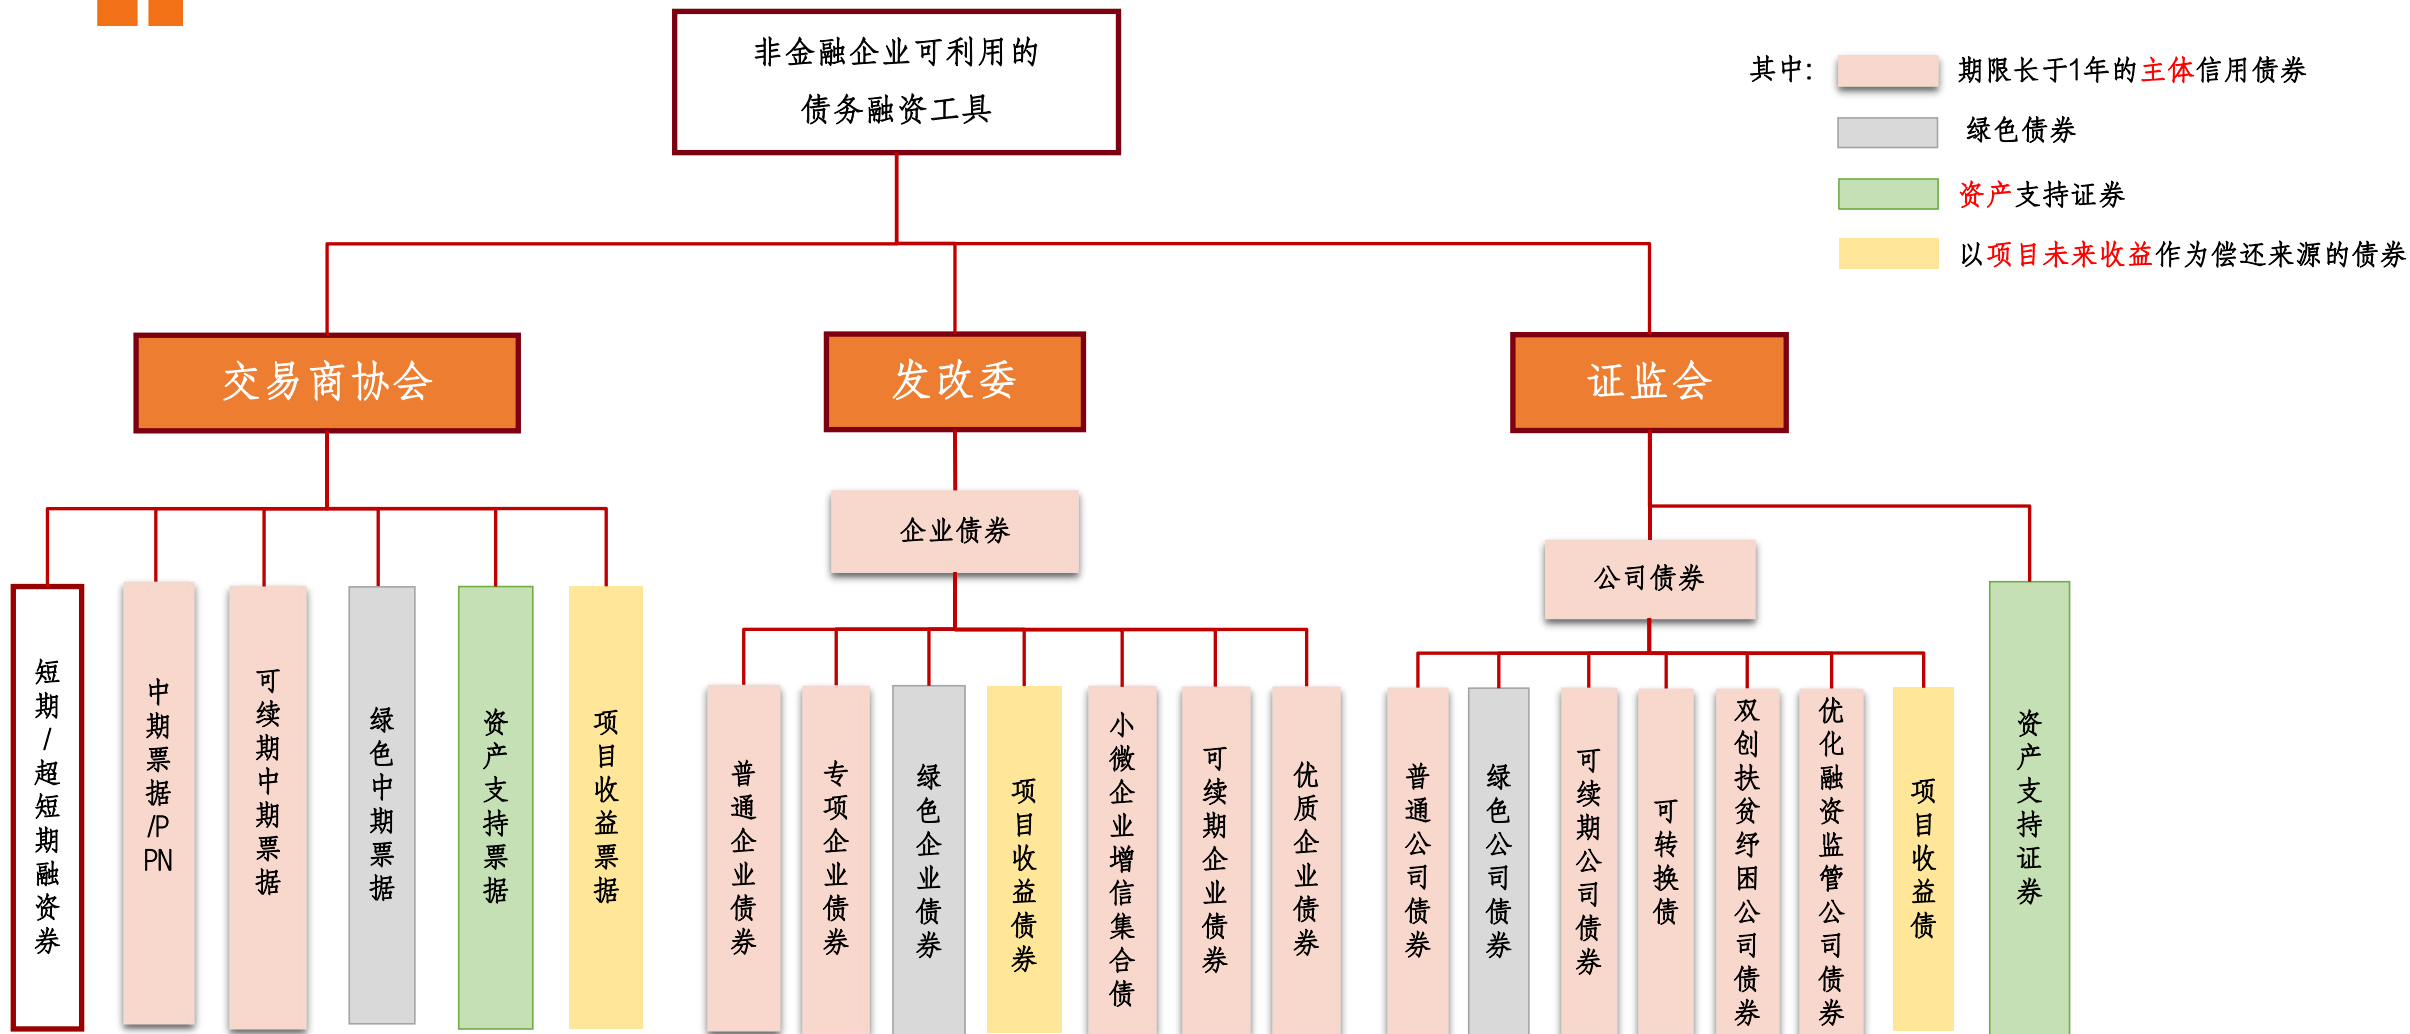 非金融企业可利用的
债务融资工具
其中:
期限长于1年的主体信用债券
绿色债券
资产支持证券
以项目未来收益作为偿还来源的债券
交易商协会
发改委
证监会
企业债券
公司债券
短期/超短期融资券
中期票据/PPN
可续期中期票据
绿色中期票据
资产支持票据
项目收益票据
普通企业债券
专项企业债券
绿色企业债券
项目收益债券
小微企业增信集合债
可续期企业债券
优质企业债券
普通公司债券
绿色公司债券
可续期公司债券
可转换债
双创扶贫纾困公司债券
优化融资监管公司债券
项目收益债
资产支持证券